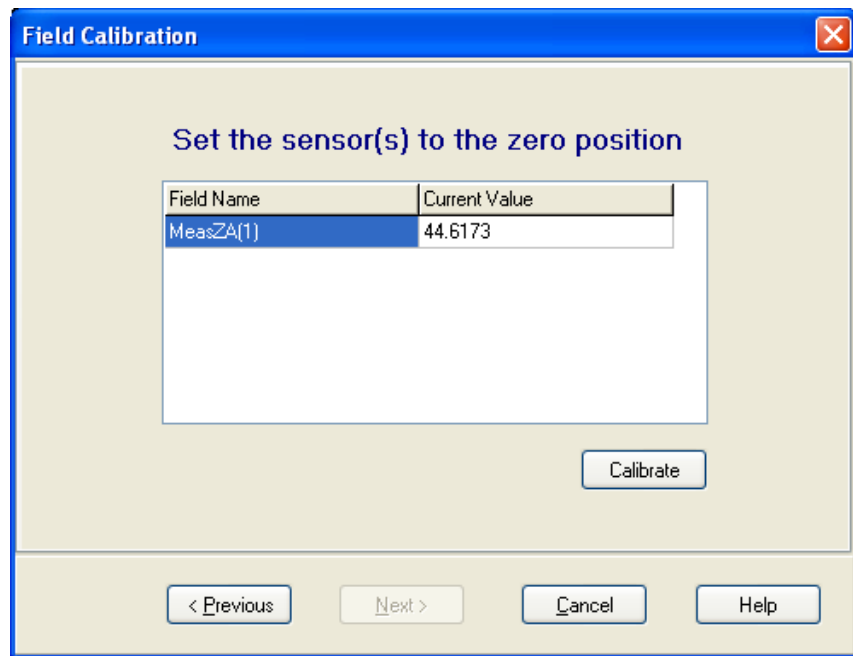 Field Calibration
Set the sensor(s) to the zero position
Field Name Current Value
MeasZA(1) 44.6173
Calibrate
< Previous Next > Cancel Help